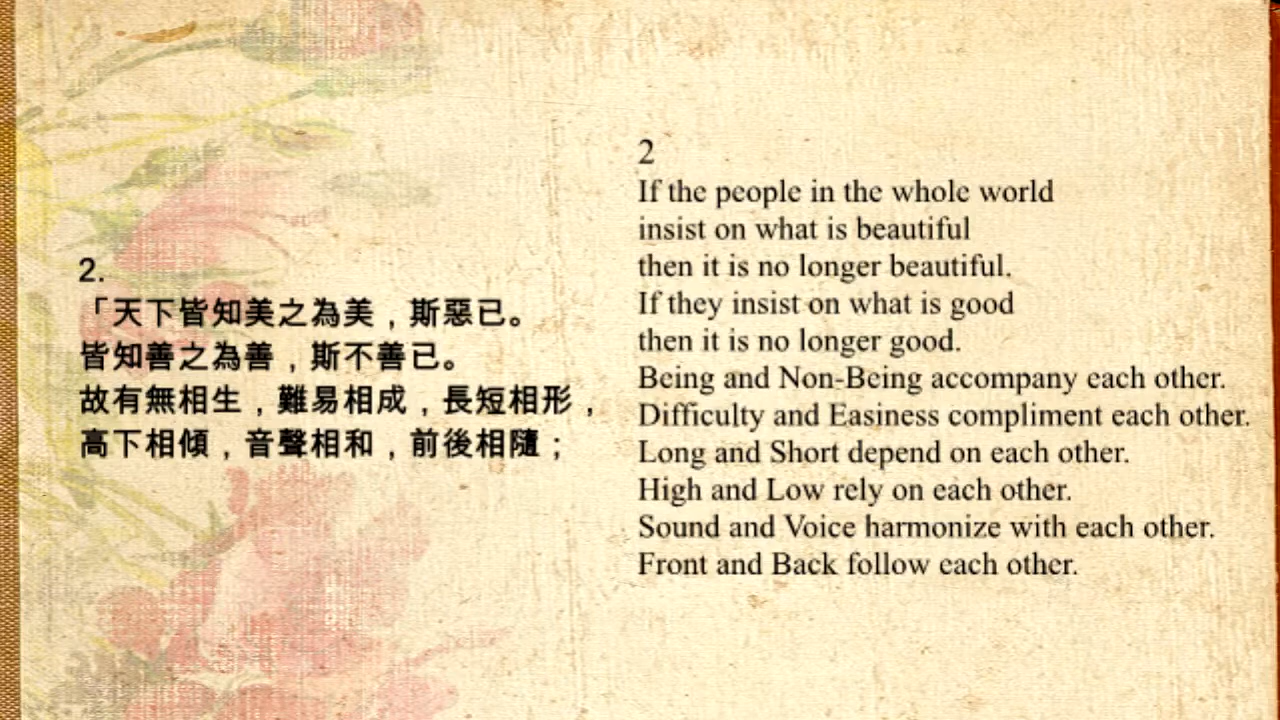 2.
「天下皆知美之為美，斯惡已。
皆知善之為善，斯不善已。
故有無相生，難易相成，長短相形，
高下相傾，音聲相和，前後相隨；
2
If the people in the whole world
insist on what is beautiful
then it is no longer beautiful.
If they insist on what is good
then it is no longer good.
Being and Non-Being accompany each other.
Difficulty and Easiness compliment each other.
Long and Short depend on each other.
High and Low rely on each other.
Sound and Voice harmonize with each other.
Front and Back follow each other.